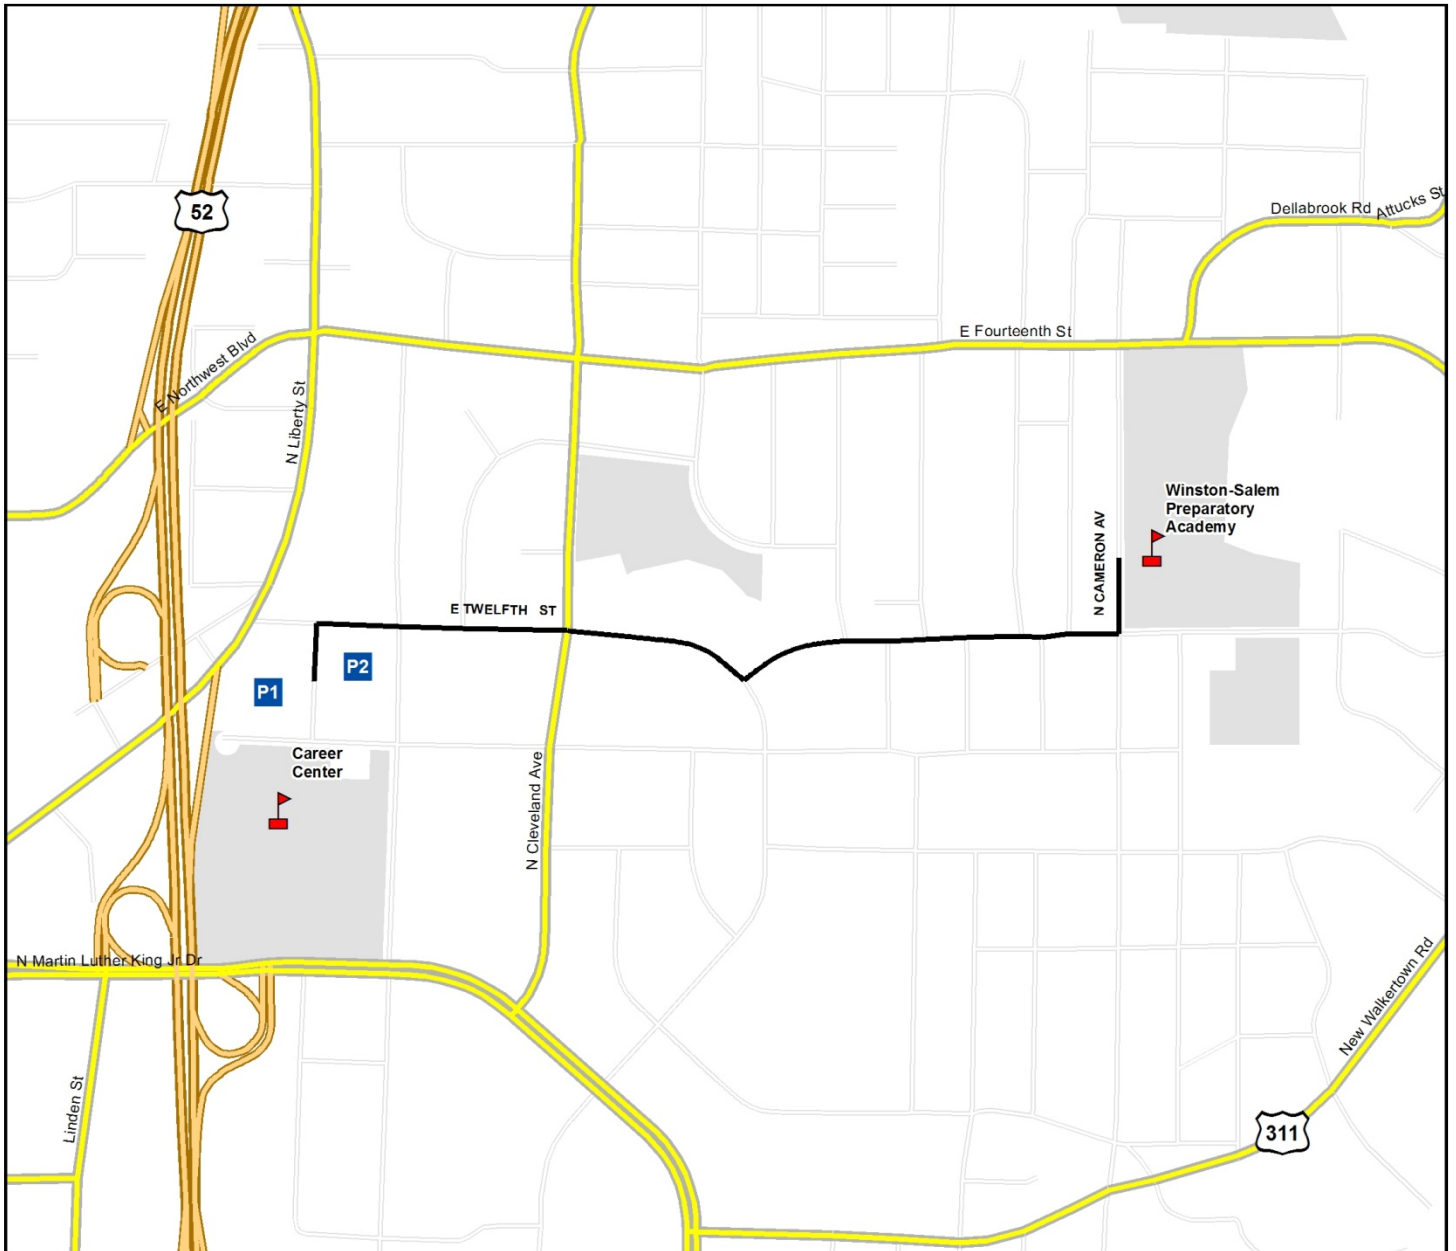 52
Dellabrook Rd
Attucks St
E Fourteenth St
E Northwest Blvd
N Liberty St
Winston-Salem
Preparatory
Academy
N CAMERON AV
E TWELFTH ST
P1
P2
Career
Center
N Cleveland Ave
N Martin Luther King Jr Dr
New Walkertown Rd
Linden St
311